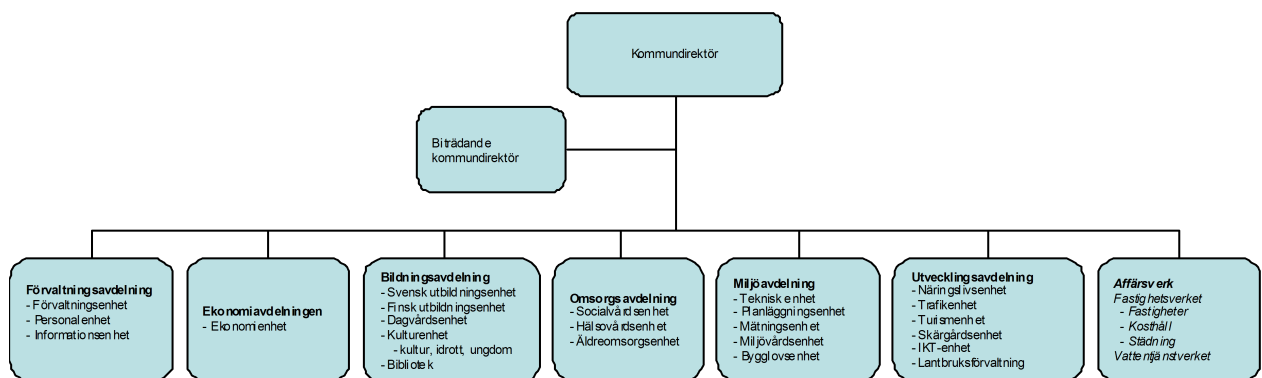 Kommundirektör
Biträdande
kommundirektör
Förvaltningsavdelning
- Förvaltningsenhet
- Personalenhet
- Informationsenhet
Ekonomiavdelningen
- Ekonomienhet
Bildningsavdelning
- Svensk utbildningsenhet
- Finsk utbildningsenhet
- Dagvårdsenhet
- Kulturenhet
- kultur, idrott, ungdom
- Bibliotek
Omsorgsavdelning
- Socialvårdsenhet
- Hälsovårdsenhet
- Äldreomsorgsenhet
Miljöavdelning
- Teknisk enhet
- Planläggningsenhet
- Mätningsenhet
- Miljövårdsenhet
- Bygglovsenhet
Utvecklingsavdelning
- Näringslivsenhet
- Trafikenhet
- Turismenhet
- Skärgårdsenhet
- IKT-enhet
- Lantbruksförvaltning
Affärsverk
Fastighetsverket
- Fastigheter
- Kosthåll
- Städning
Vattentjänstverket